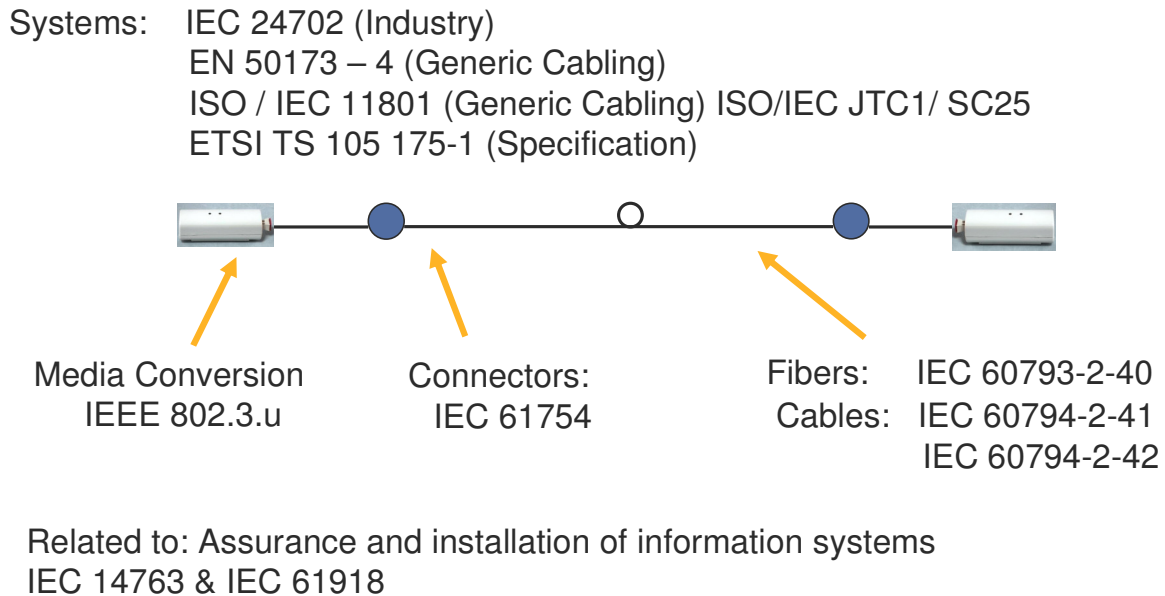 Systems: IEC 24702 (Industry)
EN 50173 – 4 (Generic Cabling)
ISO / IEC 11801 (Generic Cabling) ISO/IEC JTC1/ SC25
ETSI TS 105 175-1 (Specification)
Media Conversion
IEEE 802.3.u
Connectors:
IEC 61754
Fibers: IEC 60793-2-40
Cables: IEC 60794-2-41
IEC 60794-2-42
Related to: Assurance and installation of information systems
IEC 14763 & IEC 61918